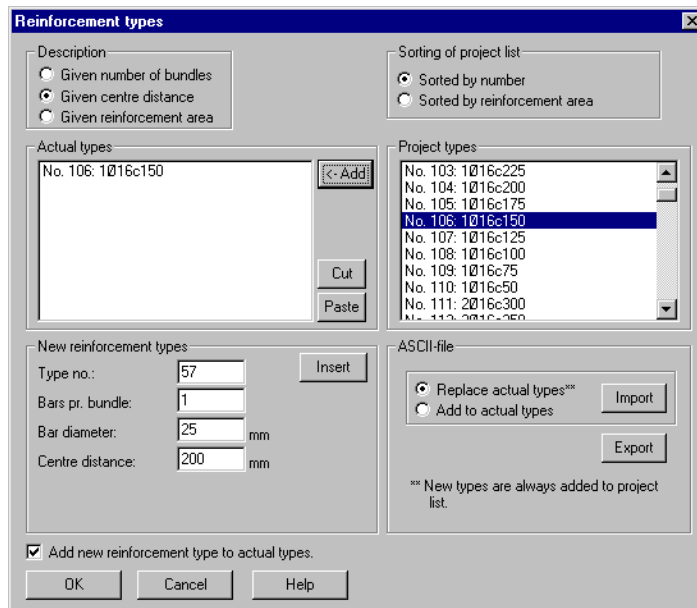 Reinforcement types
Description
Given number of bundles
Given centre distance
Given reinforcement area
Sorting of project list
Sorted by number
Sorted by reinforcement area
Actual types
No. 106: 1Ø16c150
<- Add
Cut
Paste
Project types
No. 103: 1Ø16c225
No. 104: 1Ø16c200
No. 105: 1Ø16c175
No. 106: 1Ø16c150
No. 107: 1Ø16c125
No. 108: 1Ø16c100
No. 109: 1Ø16c75
No. 110: 1Ø16c50
No. 111: 2Ø16c300
No. 112: 2Ø16c250
New reinforcement types
Type no.: 57
Insert
Bars pr. bundle: 1
Bar diameter: 25 mm
Centre distance: 200 mm
ASCII-file
Replace actual types**
Add to actual types
Import
Export
** New types are always added to project
list.
Add new reinforcement type to actual types.
OK Cancel Help